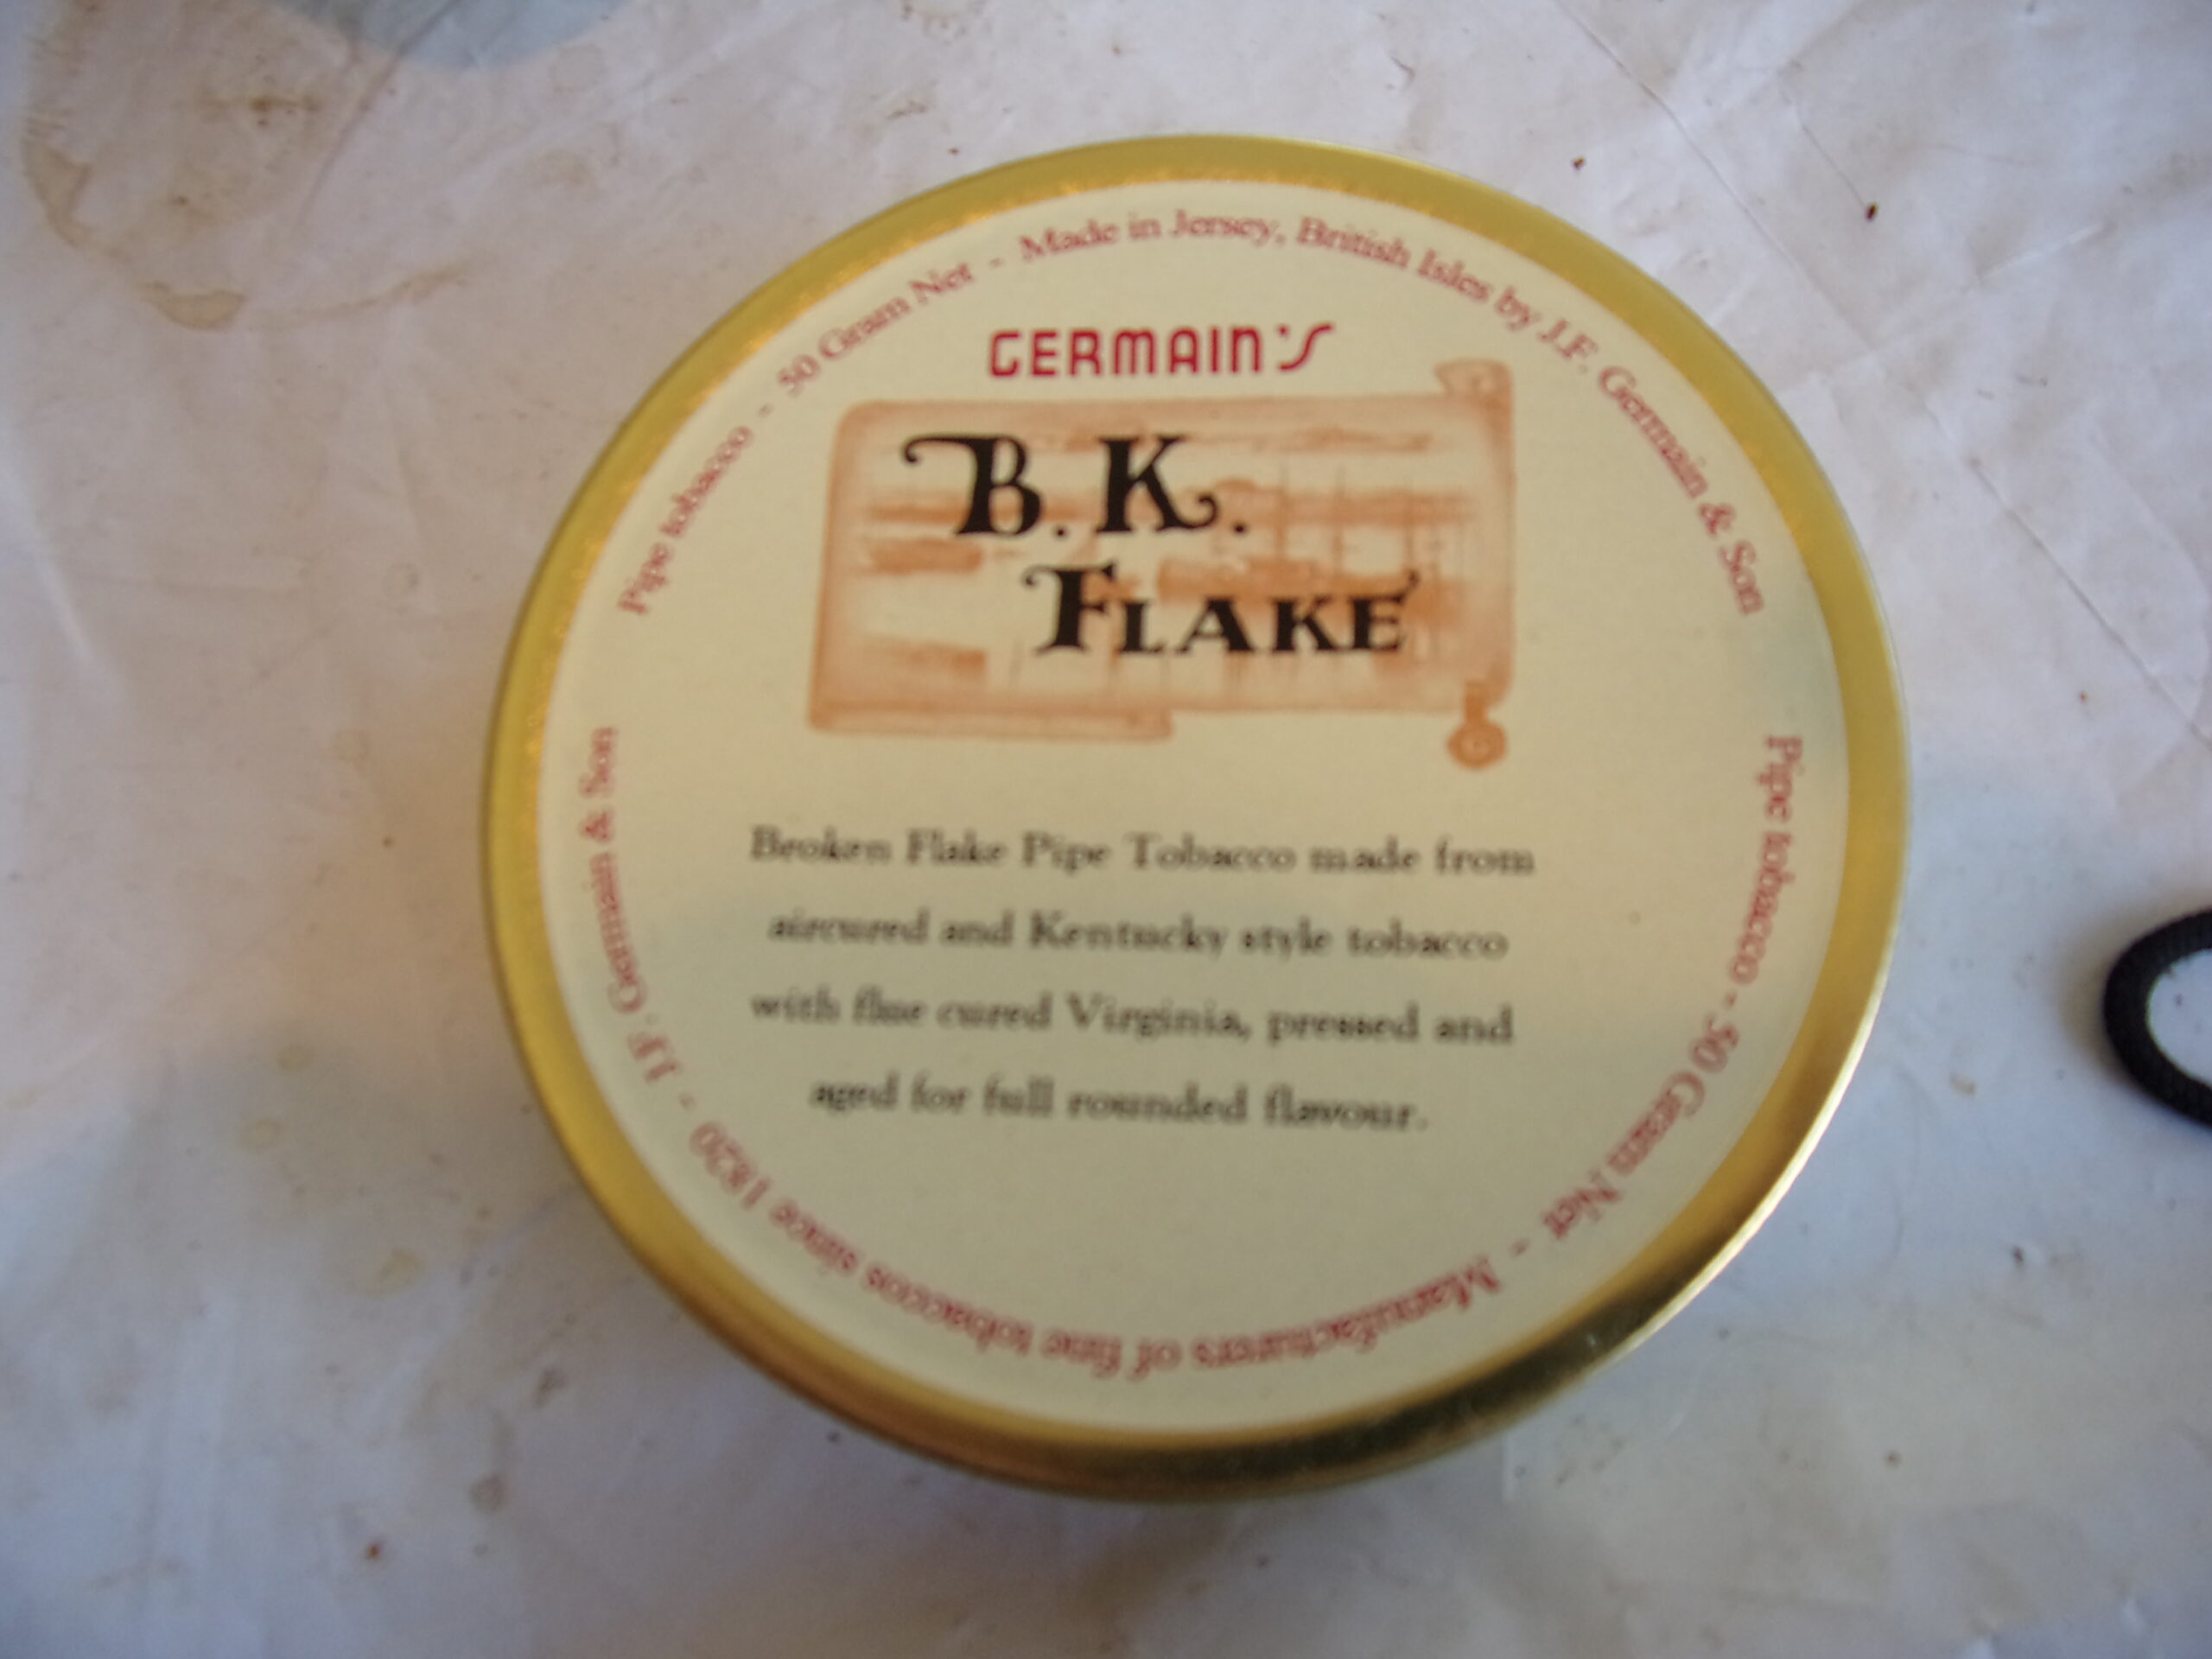 Pipe tobacco - 50 Gram Net - Made in Jersey, British Isles by J.F. Germain & Son
GERMAIN'S
B. K.
FLAKE
Broken Flake Pipe Tobacco made from
aircured and Kentucky style tobacco
with flue cured Virginia, pressed and
aged for full rounded flavour.
Pipe tobacco - 50 Gram Net - Manufacturers of fine tobaccos since 1820 - J.F. Germain & Son